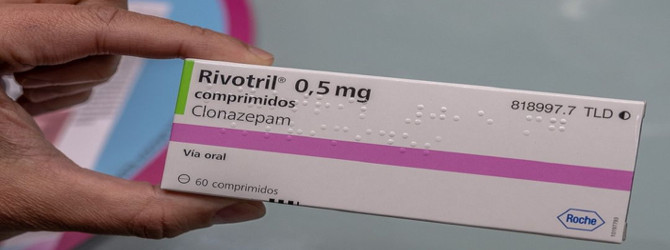 Rivotril® 0,5 mg
comprimidos
Clonazepam
818997.7 TLD ◐
Vía oral
⊖ 60 comprimidos
Roche